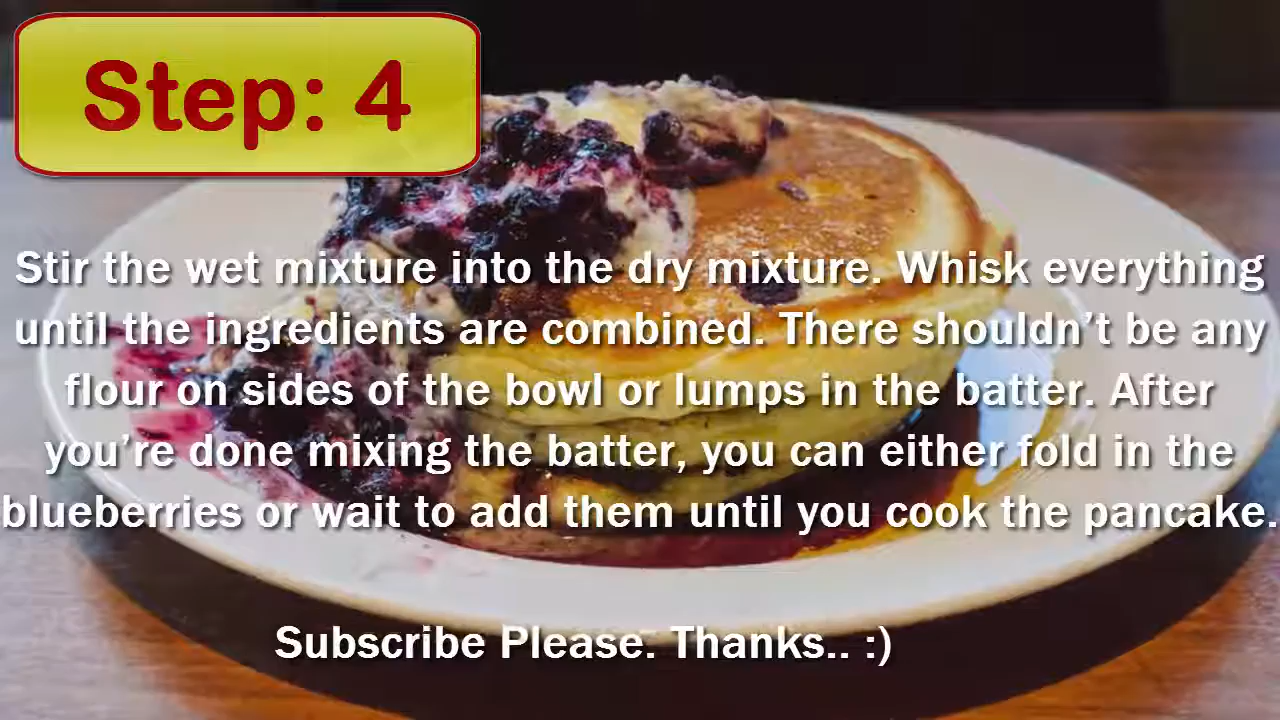 Step: 4
Stir the wet mixture into the dry mixture. Whisk everything
until the ingredients are combined. There shouldn’t be any
flour on sides of the bowl or lumps in the batter. After
you’re done mixing the batter, you can either fold in the
blueberries or wait to add them until you cook the pancake.
Subscribe Please. Thanks.. :)